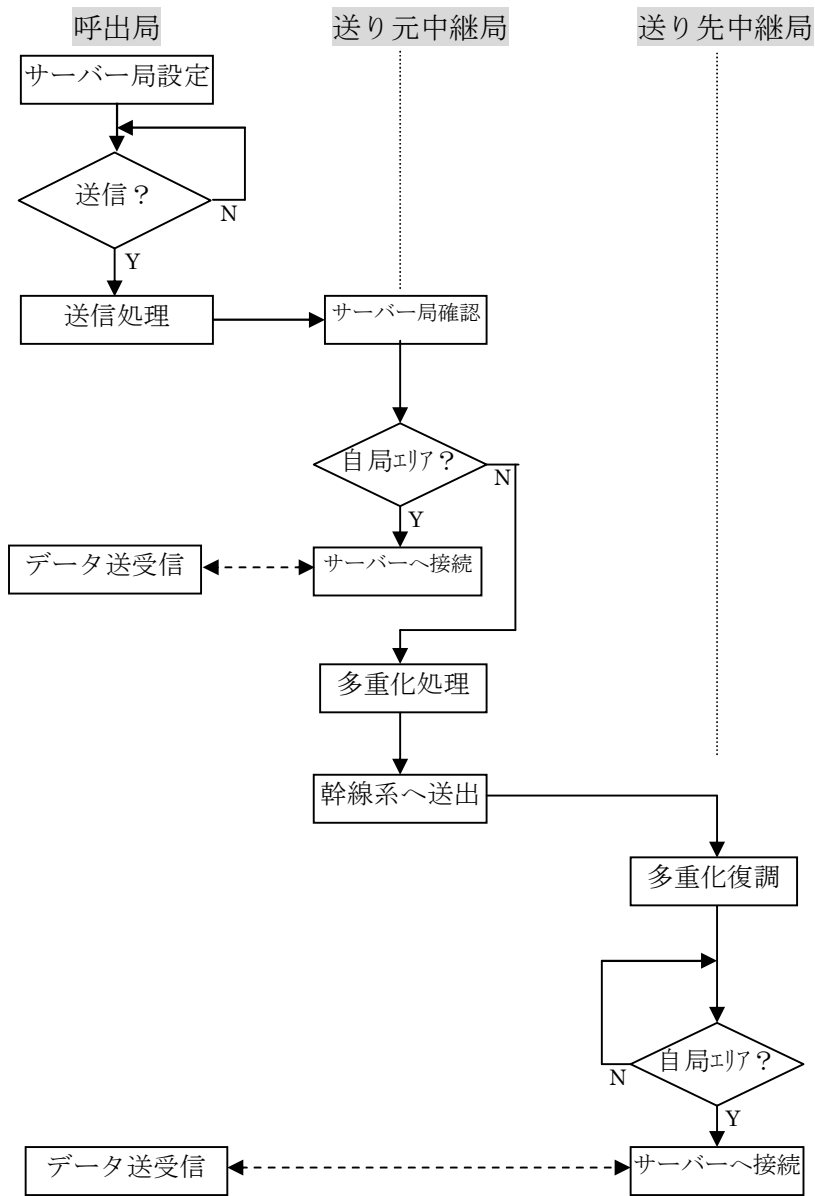 呼出局
送り元中継局
送り先中継局
サーバー局設定
送信？
N
Y
送信処理
サーバー局確認
自局ｴﾘｱ？
N
Y
データ送受信
サーバーへ接続
多重化処理
幹線系へ送出
多重化復調
自局ｴﾘｱ？
N
Y
データ送受信
サーバーへ接続